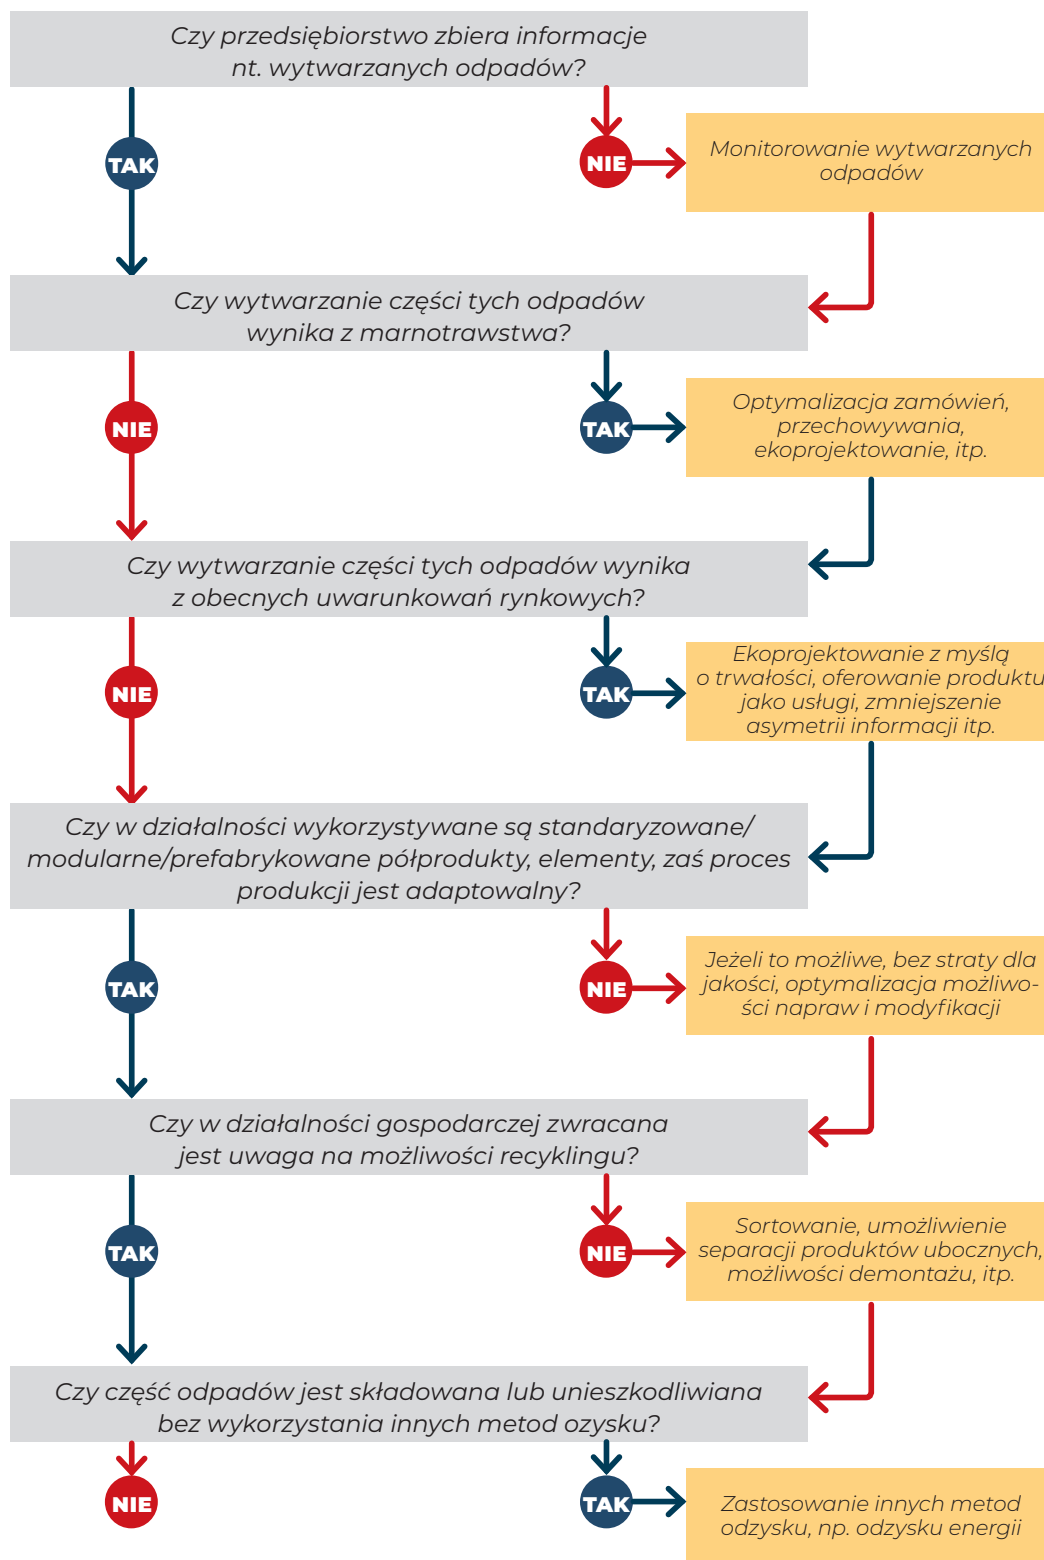 Czy przedsiębiorstwo zbiera informacje
nt. wytwarzanych odpadów?
TAK
NIE
Monitorowanie wytwarzanych
odpadów
Czy wytwarzanie części tych odpadów
wynika z marnotrawstwa?
NIE
TAK
Optymalizacja zamówień,
przechowywania,
ekoprojektowanie, itp.
Czy wytwarzanie części tych odpadów wynika
z obecnych uwarunkowań rynkowych?
NIE
TAK
Ekoprojektowanie z myślą
o trwałości, oferowanie produktu
jako usługi, zmniejszenie
asymetrii informacji itp.
Czy w działalności wykorzystywane są standaryzowane/
modularne/prefabrykowane półprodukty, elementy, zaś proces
produkcji jest adaptowalny?
TAK
NIE
Jeżeli to możliwe, bez straty dla
jakości, optymalizacja możliwo-
ści napraw i modyfikacji
Czy w działalności gospodarczej zwracana
jest uwaga na możliwości recyklingu?
TAK
NIE
Sortowanie, umożliwienie
separacji produktów ubocznych,
możliwości demontażu, itp.
Czy część odpadów jest składowana lub unieszkodliwiana
bez wykorzystania innych metod ozysku?
NIE
TAK
Zastosowanie innych metod
odzysku, np. odzysku energii